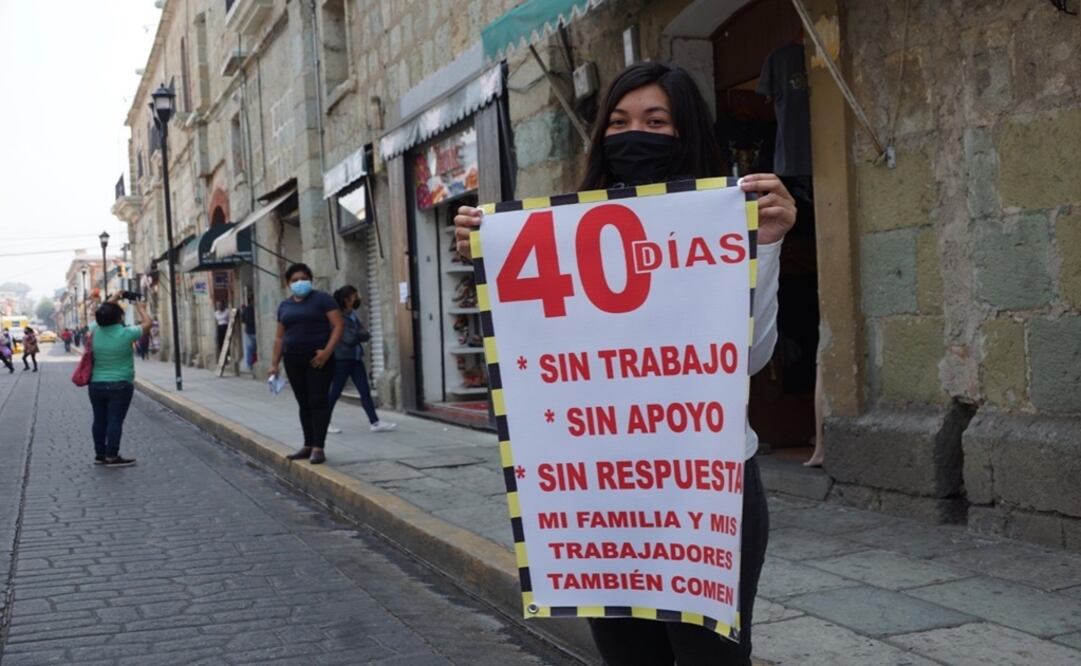 40 DÍAS
* SIN TRABAJO
* SIN APOYO
* SIN RESPUESTA
MI FAMILIA Y MIS
TRABAJADORES
TAMBIÉN COMEN